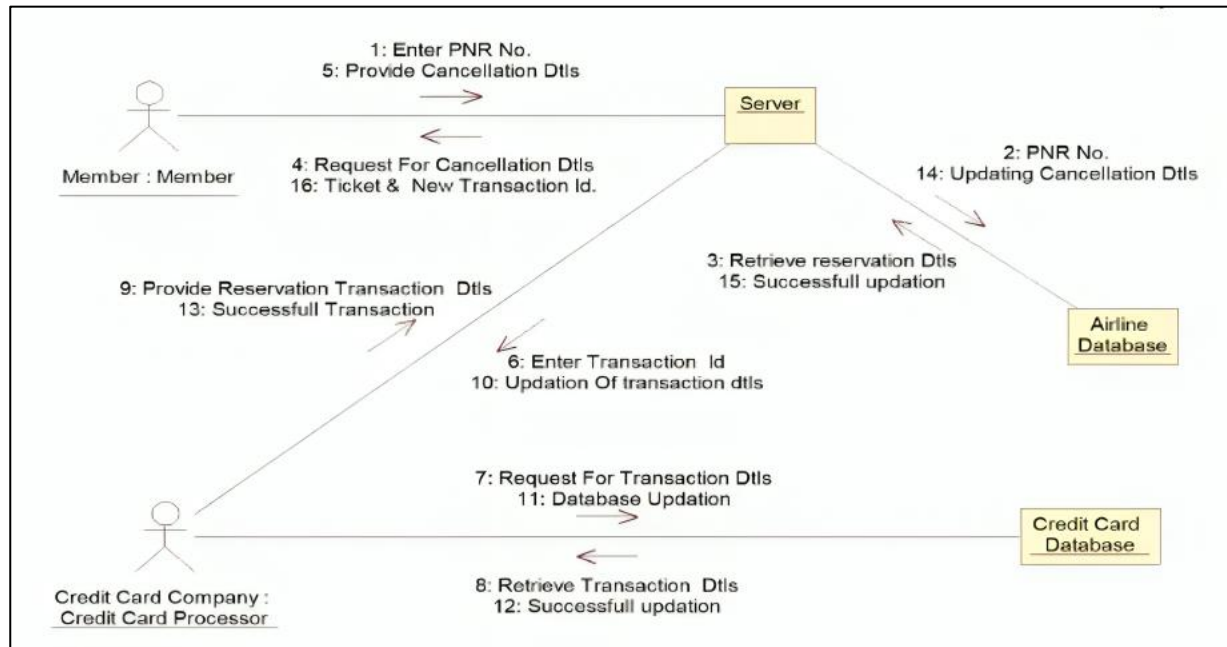 1: Enter PNR No.
5: Provide Cancellation Dtls
Server
Member : Member
4: Request For Cancellation Dtls
16: Ticket & New Transaction Id.
2: PNR No.
14: Updating Cancellation Dtls
3: Retrieve reservation Dtls
15: Successfull updation
9: Provide Reservation Transaction Dtls
13: Successfull Transaction
Airline
Database
6: Enter Transaction Id
10: Updation Of transaction dtls
7: Request For Transaction Dtls
11: Database Updation
Credit Card
Database
8: Retrieve Transaction Dtls
12: Successfull updation
Credit Card Company :
Credit Card Processor